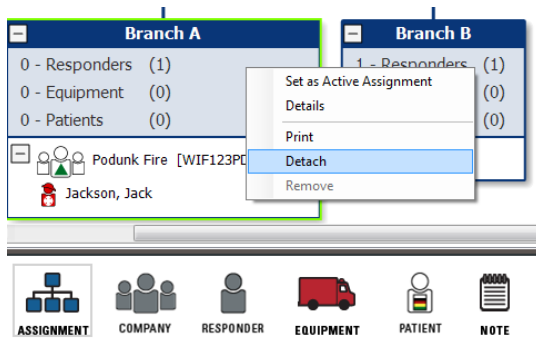 Branch A
0 - Responders (1)
0 - Equipment (0)
0 - Patients (0)
Podunk Fire [WIF123PD
Jackson, Jack
Branch B
1 - Responders (1)
(0)
(0)
Set as Active Assignment
Details
Print
Detach
Remove
ASSIGNMENT
COMPANY
RESPONDER
EQUIPMENT
PATIENT
NOTE